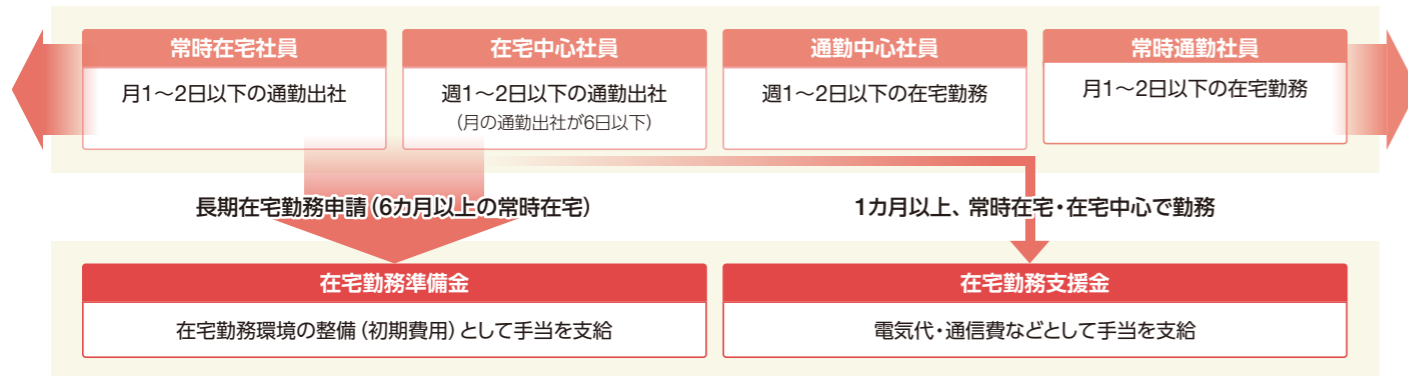 常時在宅社員
月1〜2日以下の通勤出社
在宅中心社員
週1〜2日以下の通勤出社
(月の通勤出社が6日以下)
通勤中心社員
週1〜2日以下の在宅勤務
常時通勤社員
月1〜2日以下の在宅勤務
長期在宅勤務申請(6カ月以上の常時在宅)
1カ月以上、常時在宅・在宅中心で勤務
在宅勤務準備金
在宅勤務環境の整備(初期費用)として手当を支給
在宅勤務支援金
電気代・通信費などとして手当を支給